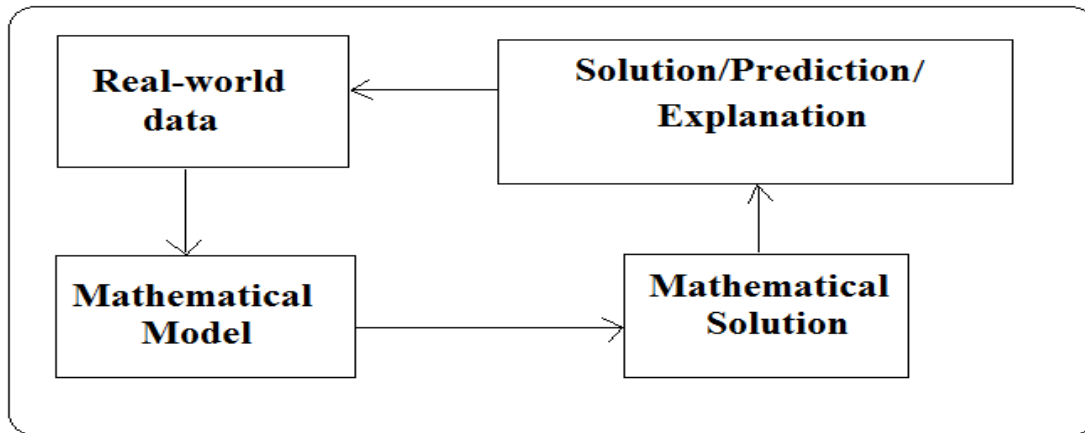 Real-world
data
Solution/Prediction/
Explanation
Mathematical
Model
Mathematical
Solution